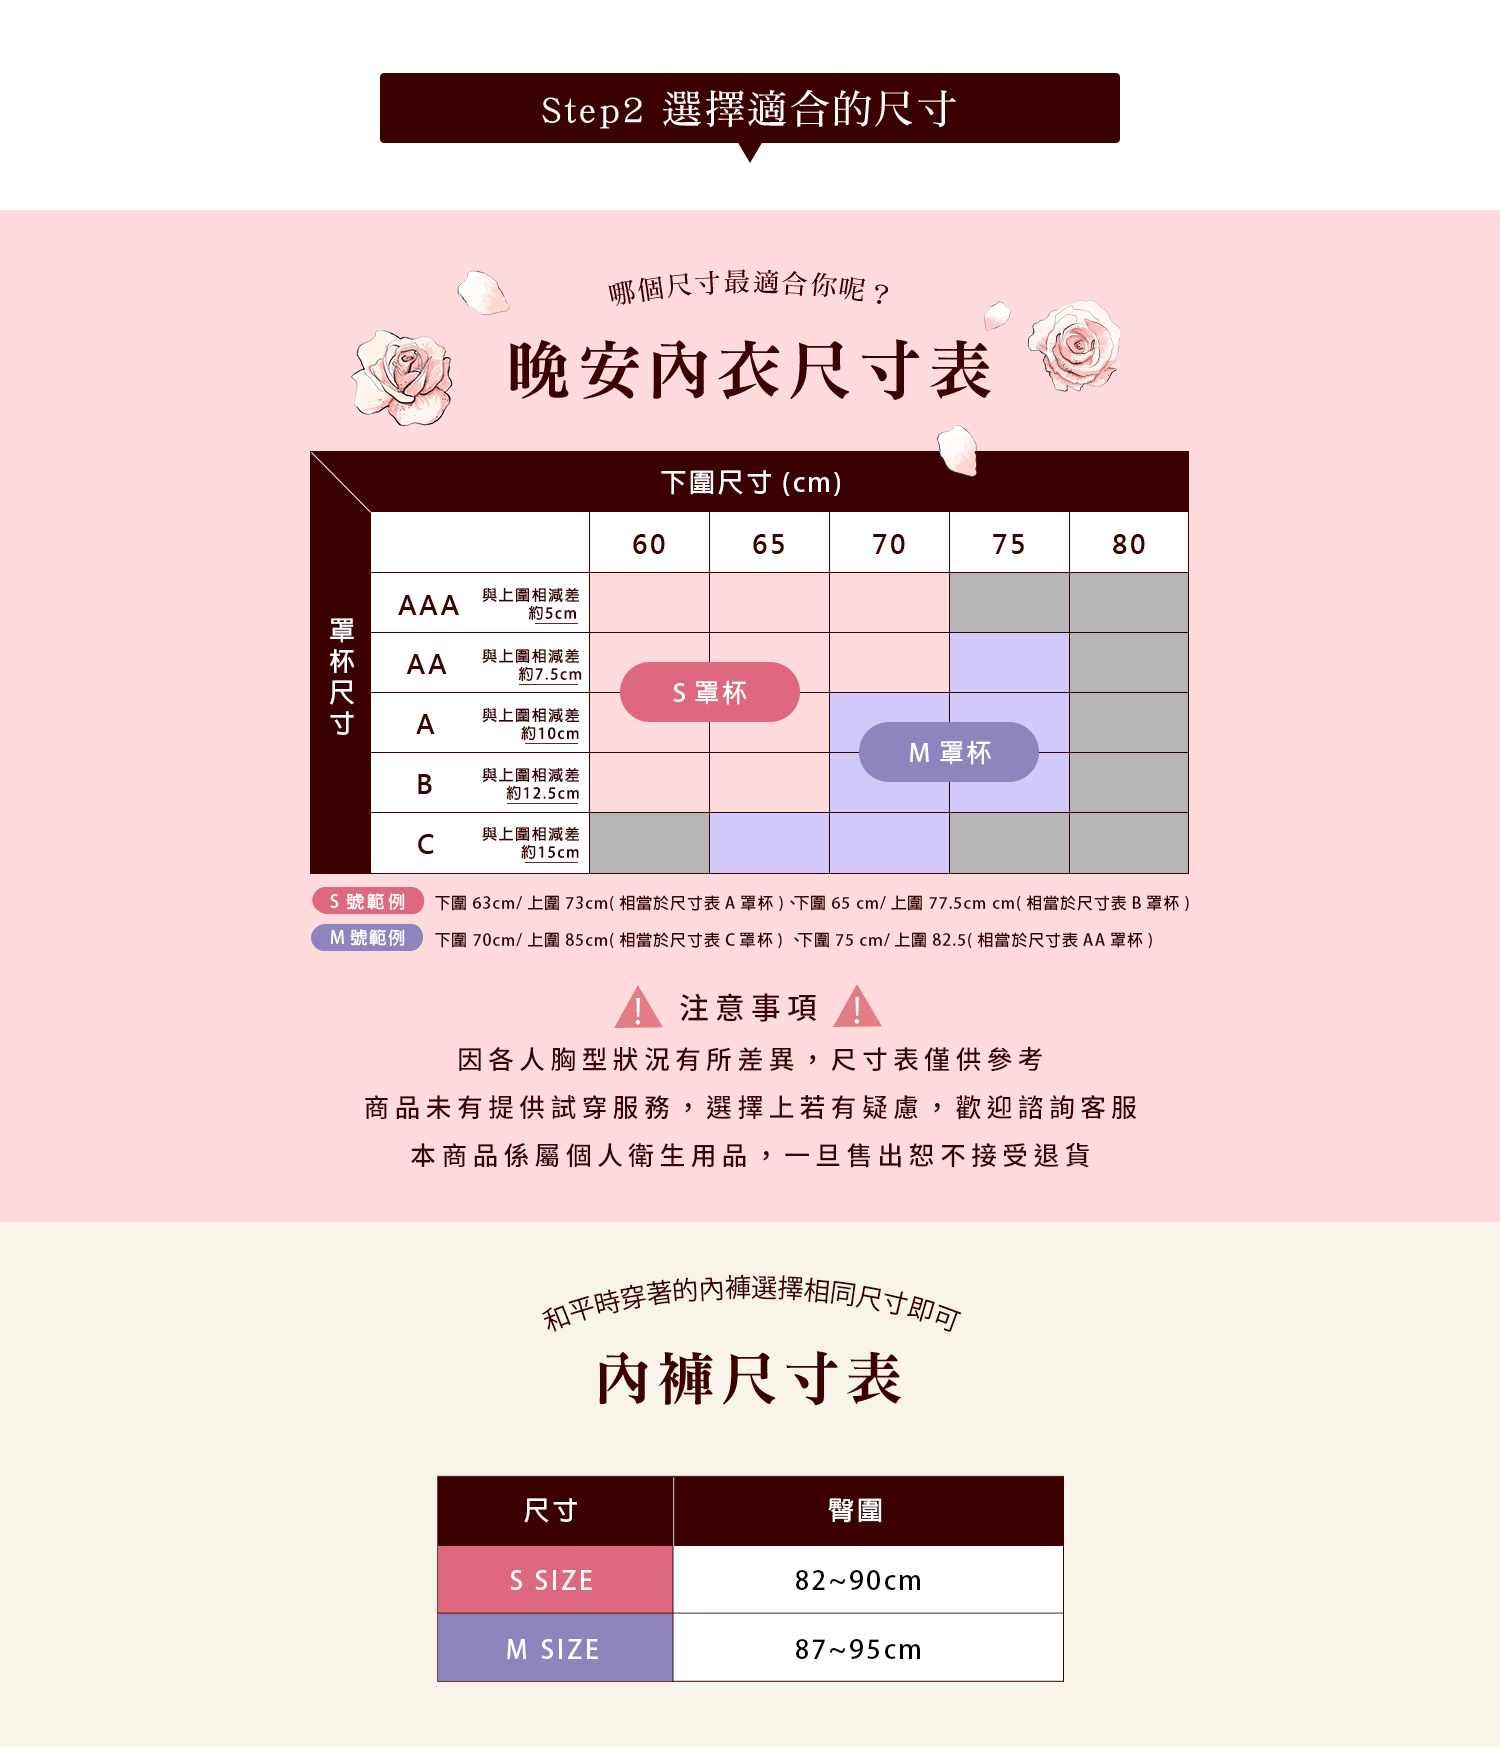 Step2 選擇適合的尺寸
哪個尺寸最適合你呢？
晚安內衣尺寸表
下圍尺寸 (cm)
罩杯尺寸
60 65 70 75 80
AAA 與上圍相減差
約5cm
AA 與上圍相減差
約7.5cm
S 罩杯
A 與上圍相減差
約10cm
M 罩杯
B 與上圍相減差
約12.5cm
C 與上圍相減差
約15cm
S 號範例 下圍 63cm/ 上圍 73cm( 相當於尺寸表 A 罩杯 )、下圍 65 cm/ 上圍 77.5cm cm( 相當於尺寸表 B 罩杯 )
M 號範例 下圍 70cm/ 上圍 85cm( 相當於尺寸表 C 罩杯 ) 、下圍 75 cm/ 上圍 82.5( 相當於尺寸表 AA 罩杯 )
! 注意事項 !
因各人胸型狀況有所差異，尺寸表僅供參考
商品未有提供試穿服務，選擇上若有疑慮，歡迎諮詢客服
本商品係屬個人衛生用品，一旦售出恕不接受退貨
和平時穿著的內褲選擇相同尺寸即可
內褲尺寸表
尺寸 臀圍
S SIZE 82~90cm
M SIZE 87~95cm